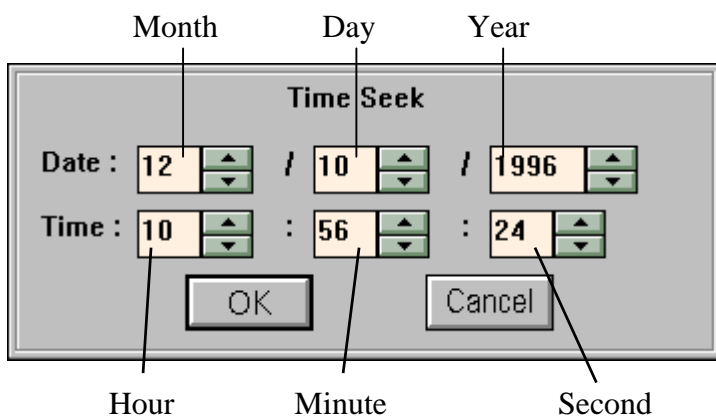 Month Day Year
Time Seek
Date : 12 / 10 / 1996
Time : 10 : 56 : 24
OK Cancel
Hour Minute Second